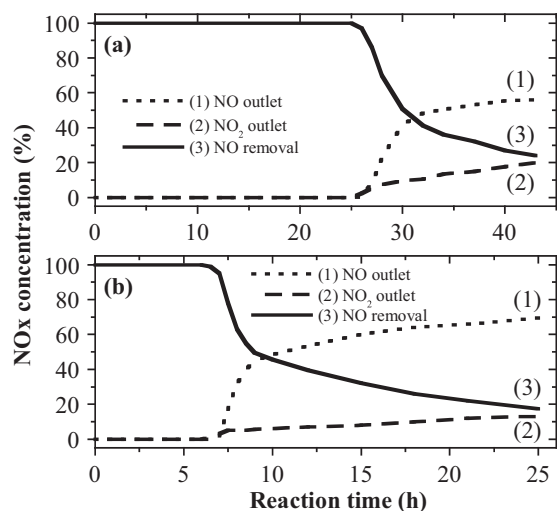 NOx concentration (%)
(a)
100
80
60
40
20
0
(1) NO outlet
(2) NO₂ outlet
(3) NO removal
(1)
(3)
(2)
0 10 20 30 40
(b)
100
80
60
40
20
0
(1) NO outlet
(2) NO₂ outlet
(3) NO removal
(1)
(3)
(2)
0 5 10 15 20 25
Reaction time (h)